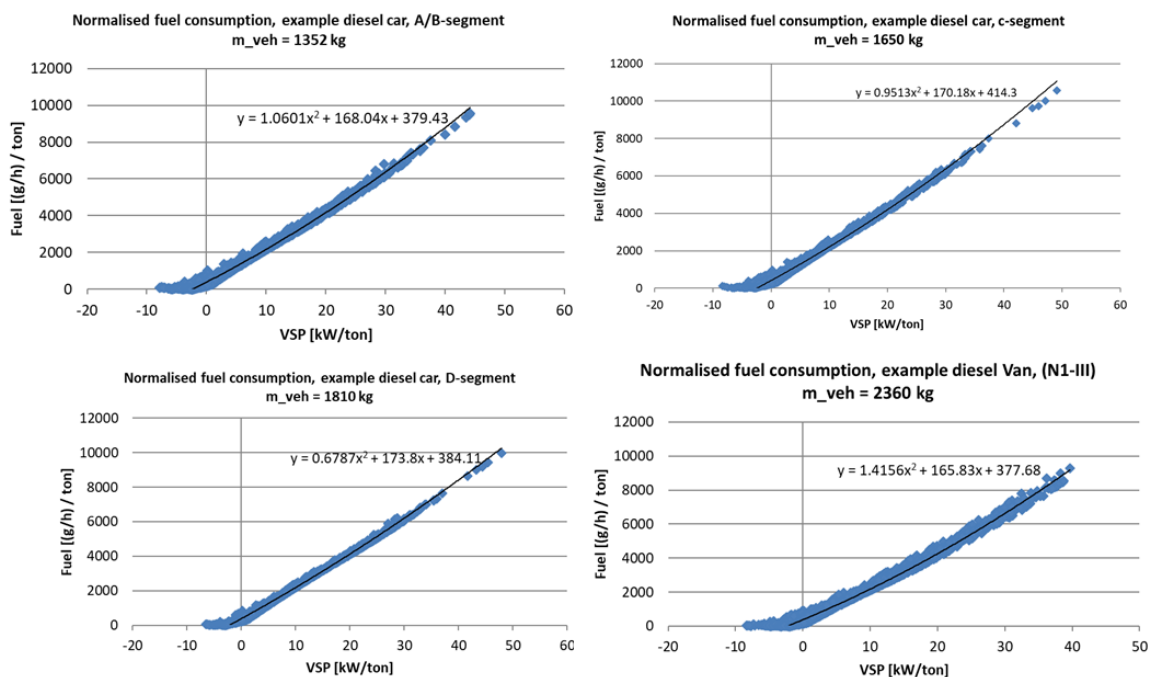 Normalised fuel consumption, example diesel car, A/B-segment
m_veh = 1352 kg
Fuel [(g/h) / ton]
12000
10000
8000
6000
4000
2000
0
y = 1.0601x² + 168.04x + 379.43
-20 -10 0 10 20 30 40 50 60
VSP [kW/ton]
Normalised fuel consumption, example diesel car, c-segment
m_veh = 1650 kg
Fuel [(g/h) / ton]
12000
10000
8000
6000
4000
2000
0
y = 0.9513x² + 170.18x + 414.3
-20 -10 0 10 20 30 40 50 60
VSP [kW/ton]
Normalised fuel consumption, example diesel car, D-segment
m_veh = 1810 kg
Fuel [(g/h) / ton]
12000
10000
8000
6000
4000
2000
0
y = 0.6787x² + 173.8x + 384.11
-20 -10 0 10 20 30 40 50 60
VSP [kW/ton]
Normalised fuel consumption, example diesel Van, (N1-III)
m_veh = 2360 kg
Fuel [(g/h) / ton]
12000
10000
8000
6000
4000
2000
0
y = 1.4156x² + 165.83x + 377.68
-20 -10 0 10 20 30 40 50
VSP [kW/ton]